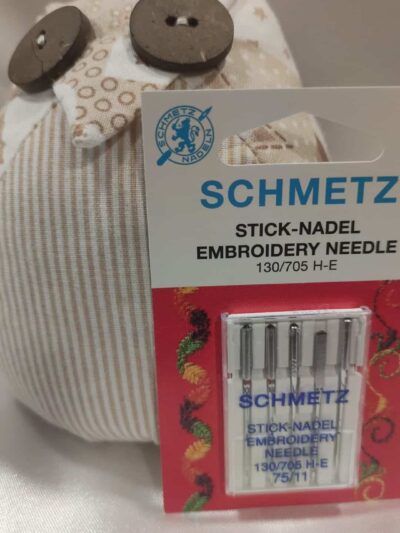 SCHMETZ
NADELN
SCHMETZ
STICK-NADEL
EMBROIDERY NEEDLE
130/705 H-E
SCHMETZ
STICK-NADEL
EMBROIDERY
NEEDLE
130/705 H-E
75/11